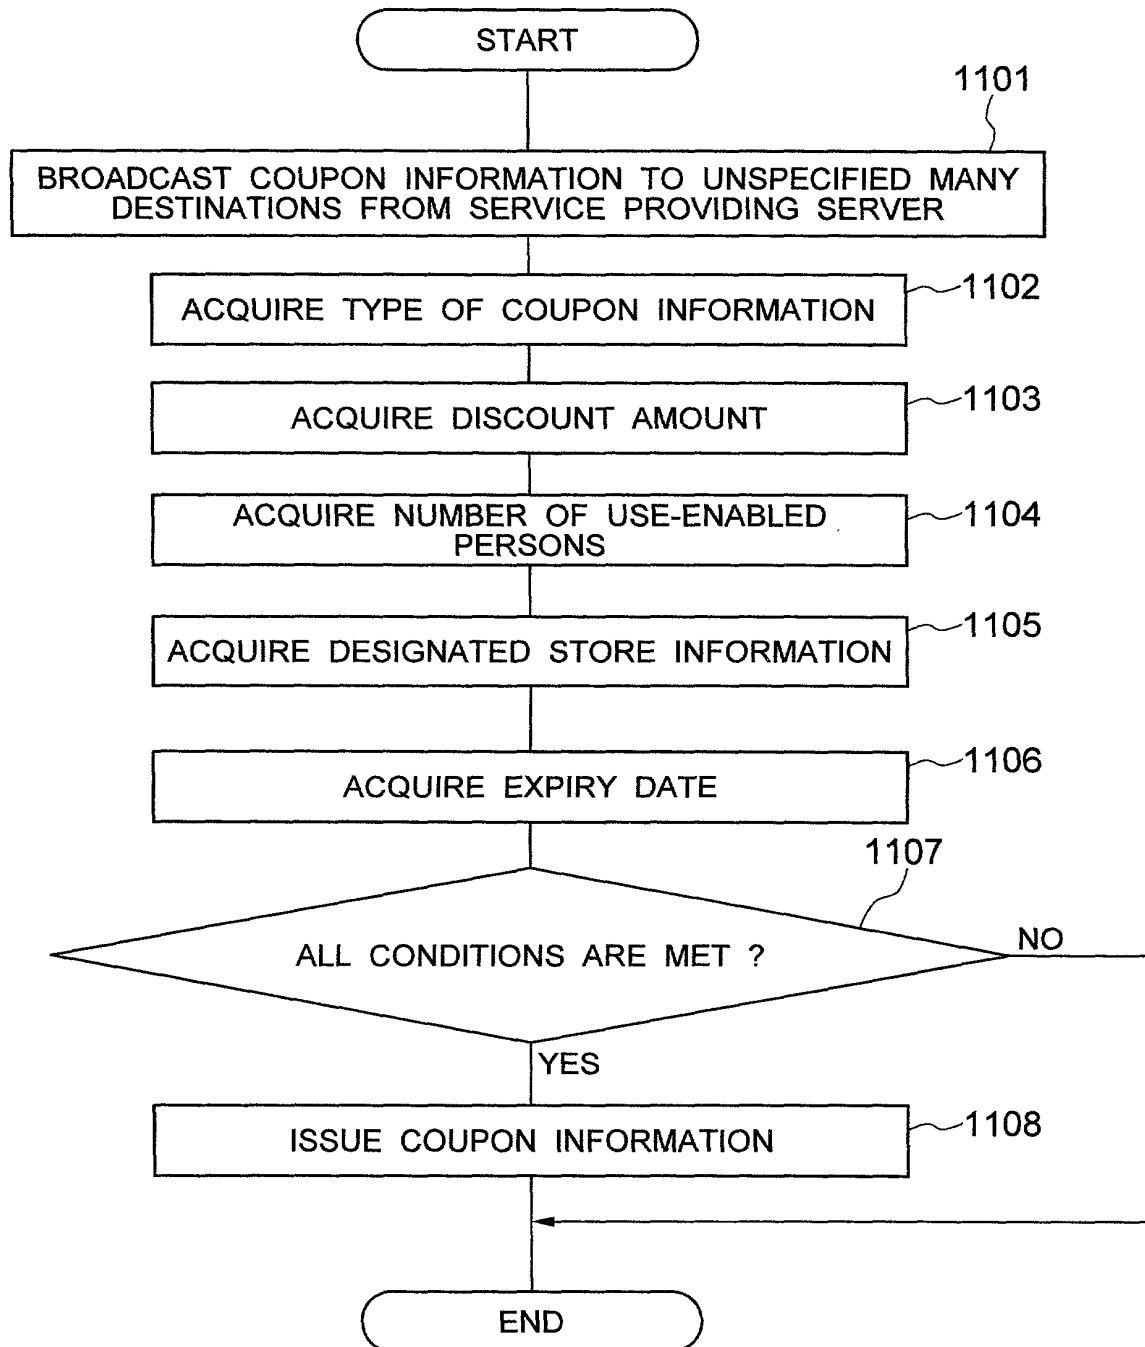 START
1101
BROADCAST COUPON INFORMATION TO UNSPECIFIED MANY
DESTINATIONS FROM SERVICE PROVIDING SERVER
1102
ACQUIRE TYPE OF COUPON INFORMATION
1103
ACQUIRE DISCOUNT AMOUNT
1104
ACQUIRE NUMBER OF USE-ENABLED
PERSONS
1105
ACQUIRE DESIGNATED STORE INFORMATION
1106
ACQUIRE EXPIRY DATE
1107
ALL CONDITIONS ARE MET ?
NO
YES
1108
ISSUE COUPON INFORMATION
END